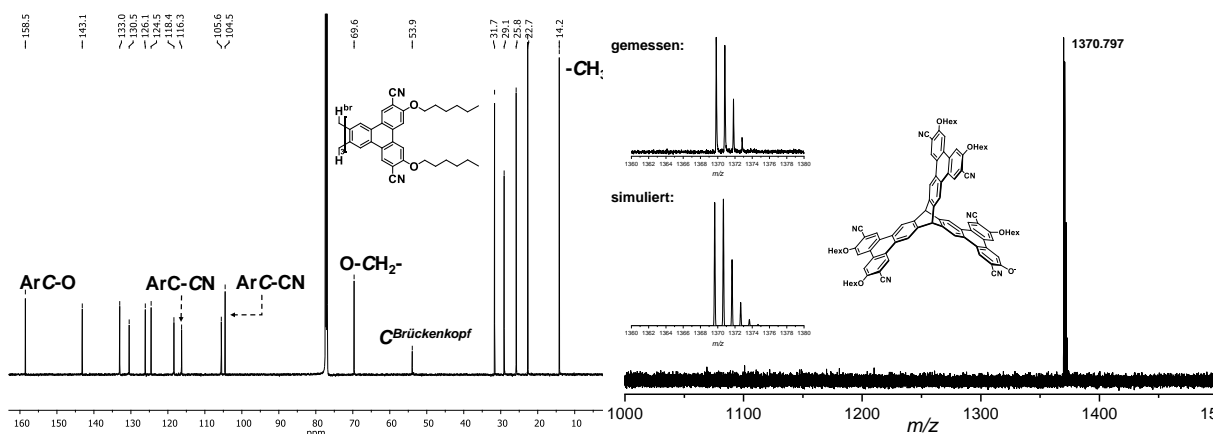 158.5
143.1
133.0
130.5
126.1
124.5
118.4
116.3
105.6
104.5
69.6
53.9
31.7
29.1
25.8
22.7
14.2
-CH₃
Hᵇʳ
CN
O
3
H
O
CN
ArC-O
ArC-CN
ArC-CN
O-CH₂-
C^Brückenkopf
160 150 140 130 120 110 100 90 80 70 60 50 40 30 20 10
ppm
gemessen:
1360 1362 1364 1366 1368 1370 1372 1374 1376 1378 1380
m/z
simuliert:
1360 1362 1364 1366 1368 1370 1372 1374 1376 1378 1380
m/z
1370.797
NC OHex
OHex
CN
NC NC
HexO OHex
HexO CN CN O⁻
1000 1100 1200 1300 1400 15
m/z